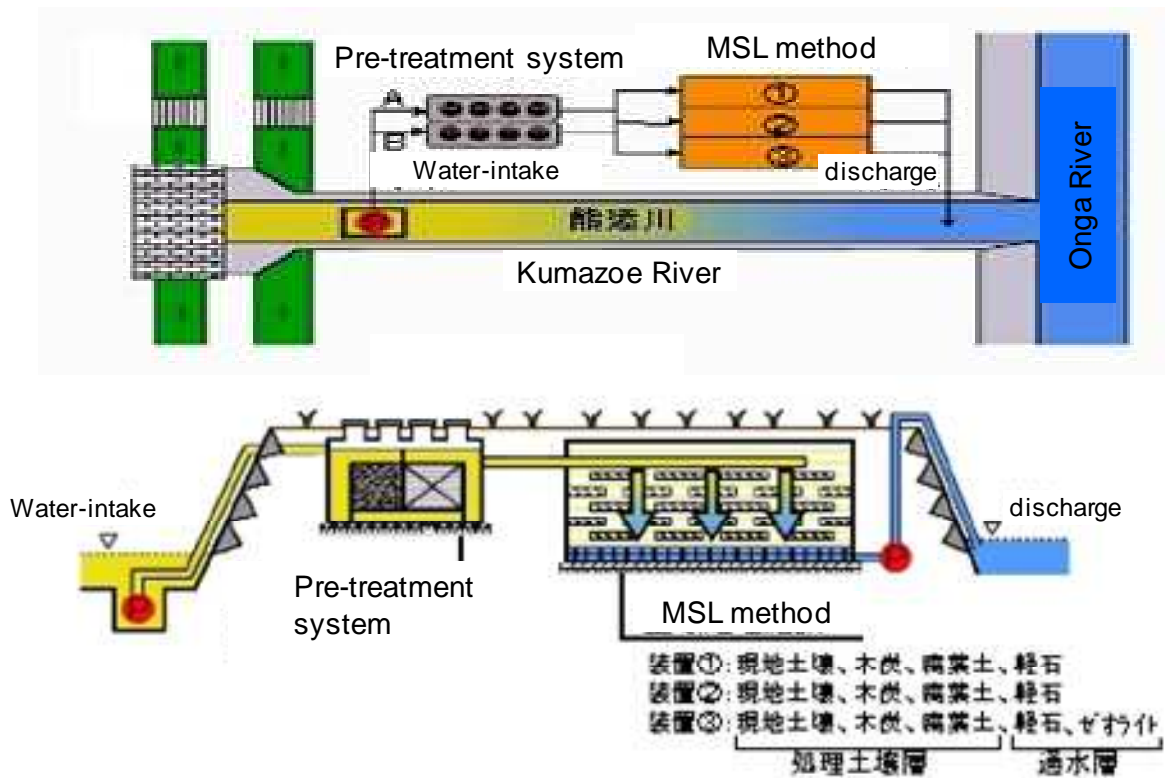 Pre-treatment system
MSL method
A
B
①
②
③
Water-intake
discharge
熊添川
Kumazoe River
Onga River
Water-intake
discharge
Pre-treatment
system
MSL method
装置①:現地土壌、木炭、腐葉土、軽石
装置②:現地土壌、木炭、腐葉土、軽石
装置③:現地土壌、木炭、腐葉土、軽石、ゼオライト
処理土壌層 通水層